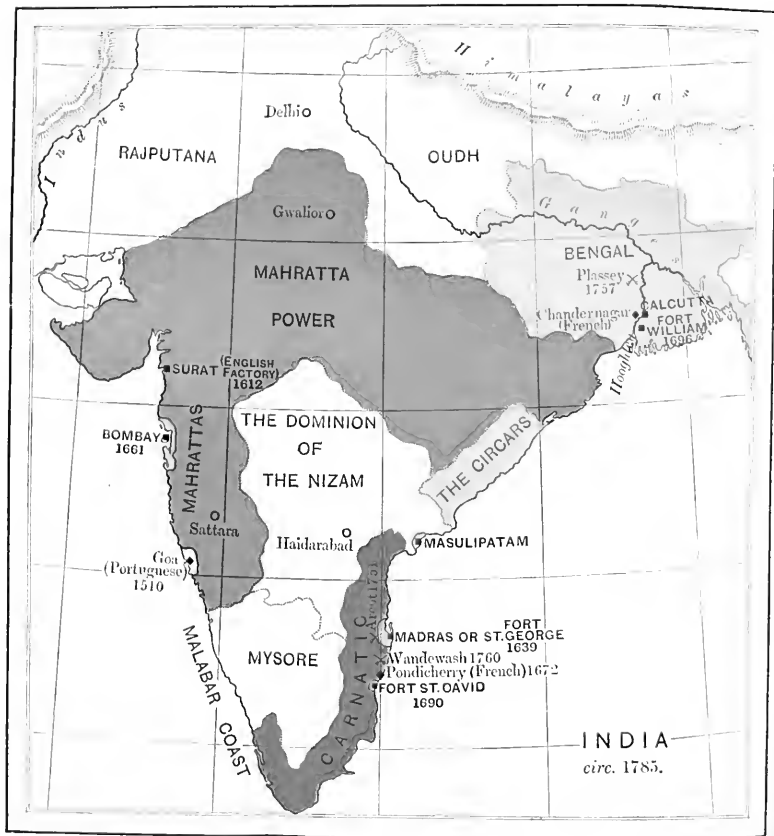 Himalayas
Indus
Delhi
RAJPUTANA
OUDH
Gwalior
Ganges
BENGAL
Plassey
1757
MAHRATTA
POWER
Chandernagar
(French)
CALCUTTA
FORT
WILLIAM
1696
Hooghly
SURAT (ENGLISH
FACTORY)
1612
BOMBAY
1661
MAHRATTAS
THE DOMINION
OF
THE NIZAM
THE CIRCARS
Sattara
Haidarabad
MASULIPATAM
Goa
(Portuguese)
1510
Arcot 1751
FORT
MADRAS OR ST. GEORGE
1639
MYSORE
Wandewash 1760
Pondicherry (French) 1672
FORT ST. DAVID
1690
CARNATIC
MALABAR COAST
INDIA
circ. 1785.